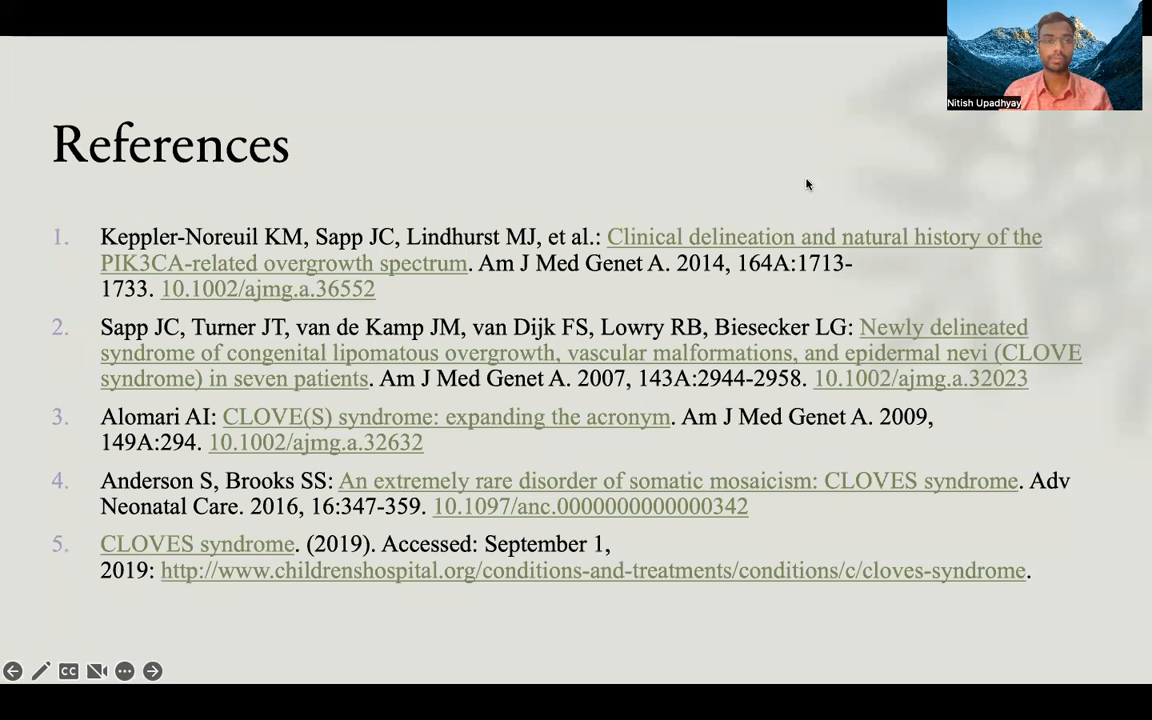 Nitish Upadhyay
References
1. Keppler-Noreuil KM, Sapp JC, Lindhurst MJ, et al.: Clinical delineation and natural history of the
PIK3CA-related overgrowth spectrum. Am J Med Genet A. 2014, 164A:1713-
1733. 10.1002/ajmg.a.36552
2. Sapp JC, Turner JT, van de Kamp JM, van Dijk FS, Lowry RB, Biesecker LG: Newly delineated
syndrome of congenital lipomatous overgrowth, vascular malformations, and epidermal nevi (CLOVE
syndrome) in seven patients. Am J Med Genet A. 2007, 143A:2944-2958. 10.1002/ajmg.a.32023
3. Alomari AI: CLOVE(S) syndrome: expanding the acronym. Am J Med Genet A. 2009,
149A:294. 10.1002/ajmg.a.32632
4. Anderson S, Brooks SS: An extremely rare disorder of somatic mosaicism: CLOVES syndrome. Adv
Neonatal Care. 2016, 16:347-359. 10.1097/anc.0000000000000342
5. CLOVES syndrome. (2019). Accessed: September 1,
2019: http://www.childrenshospital.org/conditions-and-treatments/conditions/c/cloves-syndrome.
CC